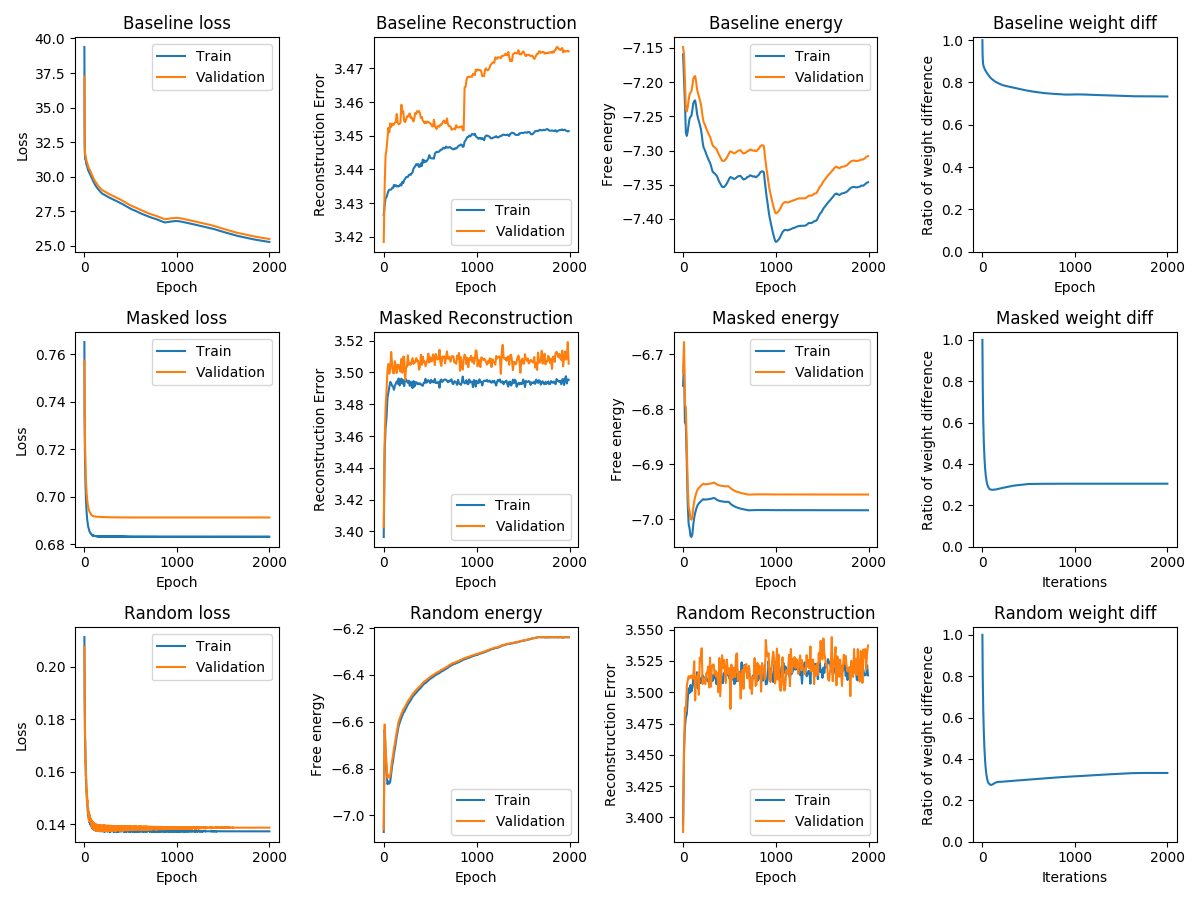 Baseline loss
40.0
37.5
35.0
32.5
30.0
27.5
25.0
Loss
Train
Validation
0 1000 2000
Epoch
Baseline Reconstruction
3.47
3.46
3.45
3.44
3.43
3.42
Reconstruction Error
Train
Validation
0 1000 2000
Epoch
Baseline energy
−7.15
−7.20
−7.25
−7.30
−7.35
−7.40
Free energy
Train
Validation
0 1000 2000
Epoch
Baseline weight diff
1.0
0.8
0.6
0.4
0.2
0.0
Ratio of weight difference
0 1000 2000
Epoch
Masked loss
0.76
0.74
0.72
0.70
0.68
Loss
Train
Validation
0 1000 2000
Epoch
Masked Reconstruction
3.52
3.50
3.48
3.46
3.44
3.42
3.40
Reconstruction Error
Train
Validation
0 1000 2000
Epoch
Masked energy
−6.7
−6.8
−6.9
−7.0
Free energy
Train
Validation
0 1000 2000
Epoch
Masked weight diff
1.0
0.8
0.6
0.4
0.2
0.0
Ratio of weight difference
0 1000 2000
Iterations
Random loss
0.20
0.18
0.16
0.14
Loss
Train
Validation
0 1000 2000
Epoch
Random energy
−6.2
−6.4
−6.6
−6.8
−7.0
Free energy
Train
Validation
0 1000 2000
Epoch
Random Reconstruction
3.550
3.525
3.500
3.475
3.450
3.425
3.400
Reconstruction Error
Train
Validation
0 1000 2000
Epoch
Random weight diff
1.0
0.8
0.6
0.4
0.2
0.0
Ratio of weight difference
0 1000 2000
Iterations